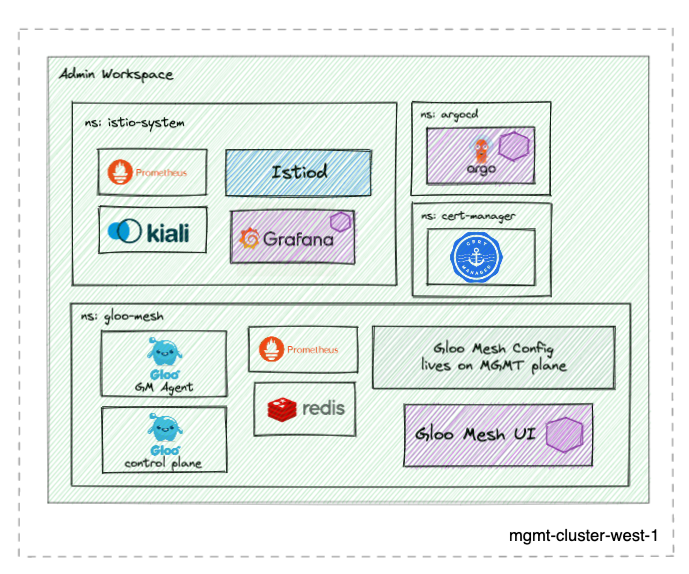 Admin Workspace
ns: istio-system
Prometheus
Istiod
kiali
Grafana
ns: argocd
argo
ns: cert-manager
CERT
MANAGER
ns: gloo-mesh
Gloo
GM Agent
Prometheus
Gloo Mesh Config
lives on MGMT plane
redis
Gloo
control plane
Gloo Mesh UI
mgmt-cluster-west-1